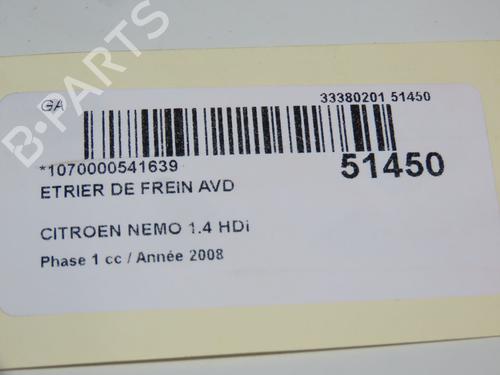 GA
33380201 51450
*1070000541639
51450
ETRIER DE FREIN AVD
CITROEN NEMO 1.4 HDi
Phase 1 cc / Année 2008
B-PARTS